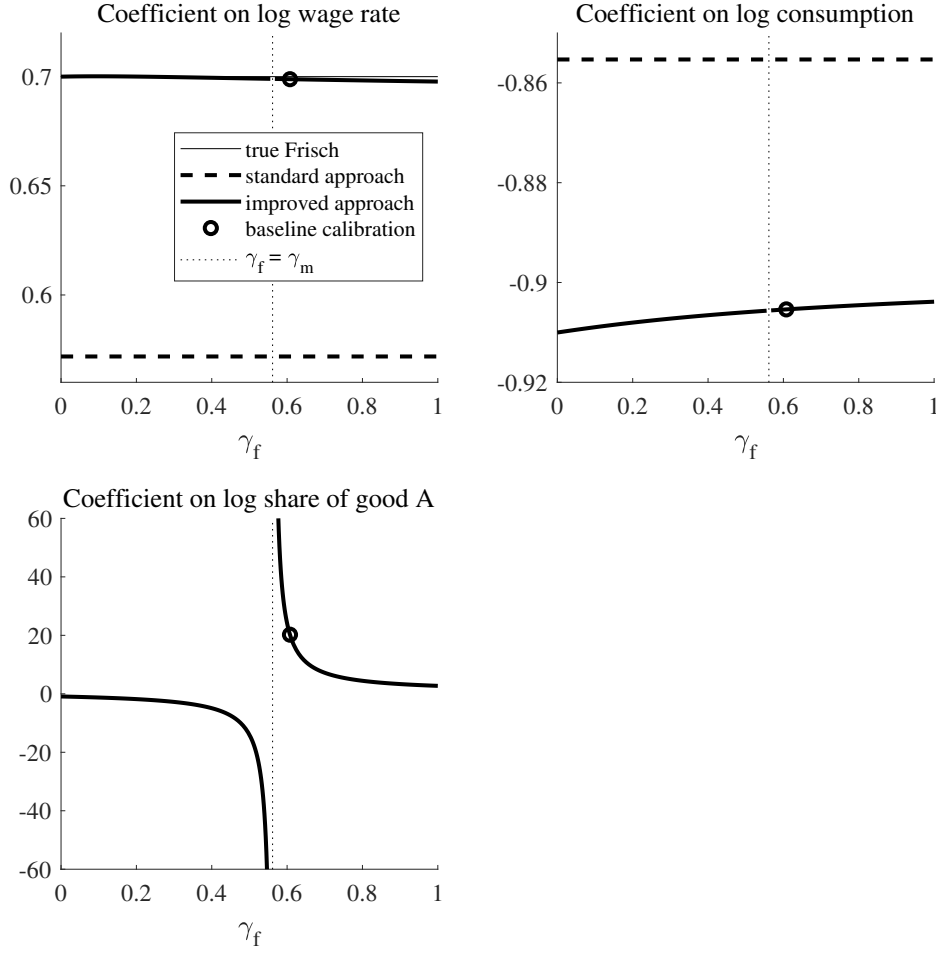 Coefficient on log wage rate
0.7
0.65
0.6
true Frisch
standard approach
improved approach
baseline calibration
γf = γm
0 0.2 0.4 0.6 0.8 1
γf
Coefficient on log consumption
-0.86
-0.88
-0.9
-0.92
0 0.2 0.4 0.6 0.8 1
γf
Coefficient on log share of good A
60
40
20
0
-20
-40
-60
0 0.2 0.4 0.6 0.8 1
γf